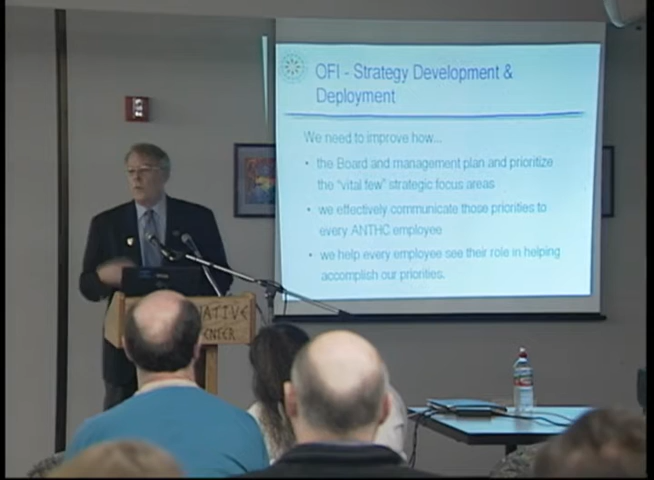 OFI - Strategy Development &
Deployment
We need to improve how...
• the Board and management plan and prioritize
the "vital few" strategic focus areas
• we effectively communicate those priorities to
every ANTHC employee
• we help every employee see their role in helping
accomplish our priorities.
NATIVE
CENTER